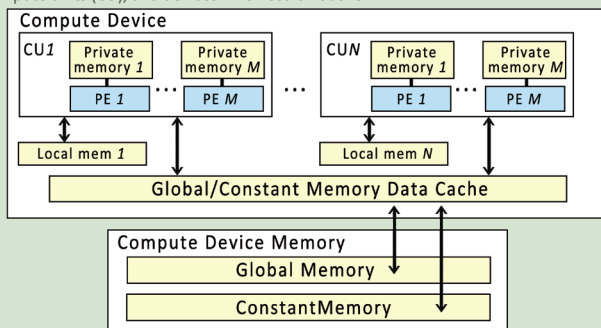 Compute Device
CU1
CUN
Private
memory 1
Private
memory M
Private
memory 1
Private
memory M
...
...
...
PE 1
PE M
PE 1
PE M
Local mem 1
Local mem N
Global/Constant Memory Data Cache
Compute Device Memory
Global Memory
ConstantMemory